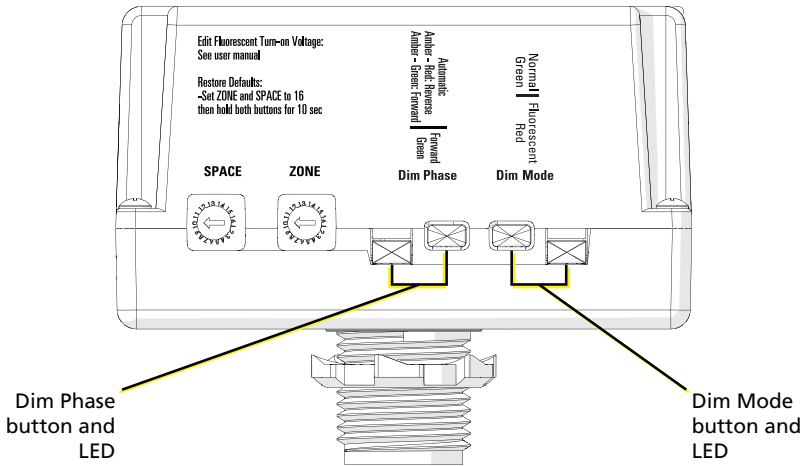 Edit Fluorescent Turn-on Voltage:
See user manual
Restore Defaults:
-Set ZONE and SPACE to 16
then hold both buttons for 10 sec
Automatic
Amber - Red: Reverse
Amber - Green: Forward
Forward
Green
Normal
Green
Fluorescent
Red
SPACE
ZONE
Dim Phase
Dim Mode
Dim Phase
button and
LED
Dim Mode
button and
LED